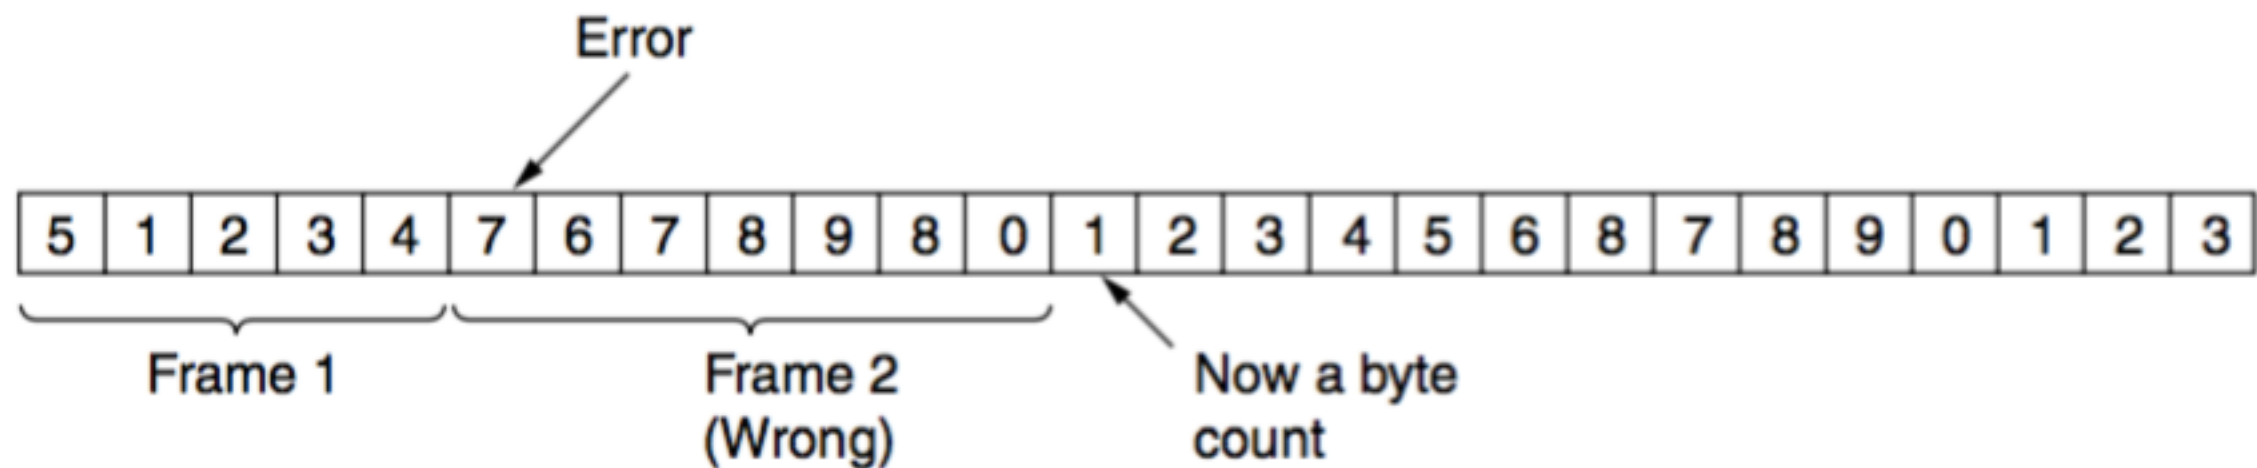 Error
5 1 2 3 4 7 6 7 8 9 8 0 1 2 3 4 5 6 8 7 8 9 0 1 2 3
Frame 1
Frame 2
(Wrong)
Now a byte
count